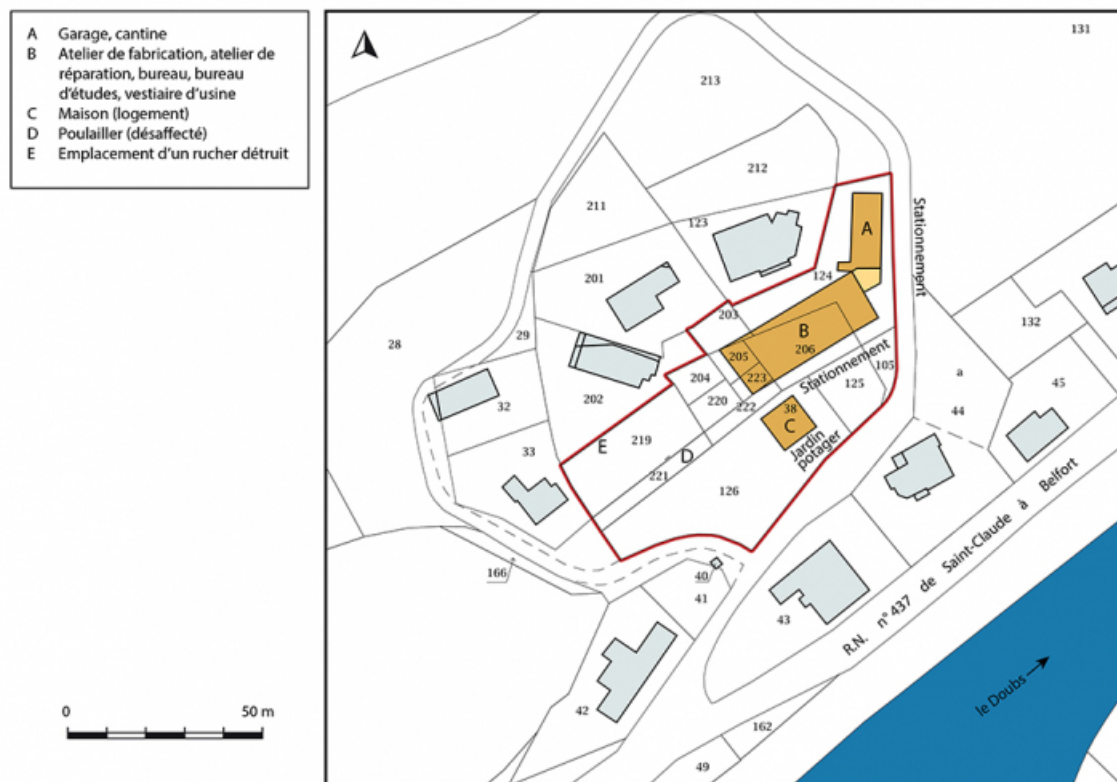 A Garage, cantine
B Atelier de fabrication, atelier de
réparation, bureau, bureau
d'études, vestiaire d'usine
C Maison (logement)
D Poulailler (désaffecté)
E Emplacement d'un rucher détruit
0 50 m
131
213
212
211
123
A
Stationnement
201
124
203
132
28
29
B
205
206
223
Stationnement
105
a
45
204
125
202
220
222
38
C
44
32
Jardin
potager
E
219
D
33
221
126
166
40
41
43
R.N. n° 437 de Saint-Claude à Belfort
le Doubs
42
162
49